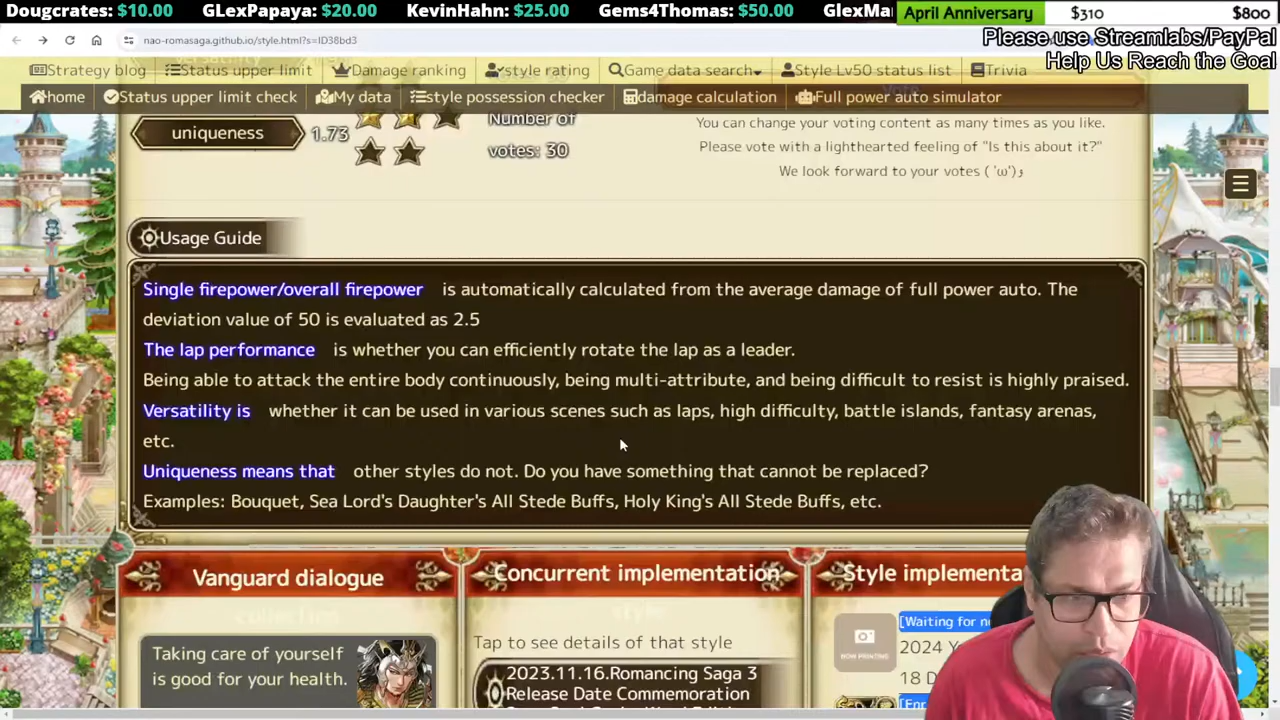 Dougcrates: $10.00 GLexPapaya: $20.00 KevinHahn: $25.00 Gems4Thomas: $50.00 GlexMa
April Anniversary $310 $800
Please use Streamlabs/PayPal
nao-romasaga.github.io/style.html?s=ID38bd3
Help Us Reach the Goal
Strategy blog Status upper limit Damage ranking style rating Game data search Style Lv50 status list Trivia
home Status upper limit check My data style possession checker damage calculation Full power auto simulator
uniqueness 1.73 Number of
votes: 30
You can change your voting content as many times as you like.
Please vote with a lighthearted feeling of "Is this about it?"
We look forward to your votes ( 'ω')و
Usage Guide
Single firepower/overall firepower is automatically calculated from the average damage of full power auto. The
deviation value of 50 is evaluated as 2.5
The lap performance is whether you can efficiently rotate the lap as a leader.
Being able to attack the entire body continuously, being multi-attribute, and being difficult to resist is highly praised.
Versatility is whether it can be used in various scenes such as laps, high difficulty, battle islands, fantasy arenas,
etc.
Uniqueness means that other styles do not. Do you have something that cannot be replaced?
Examples: Bouquet, Sea Lord's Daughter's All Stede Buffs, Holy King's All Stede Buffs, etc.
Vanguard dialogue
collection
Taking care of yourself
is good for your health.
Concurrent implementation
style
Tap to see details of that style
2023.11.16.Romancing Saga 3
Release Date Commemoration
Style implementa
NOW PRINTING
[Waiting for ne
2024 Y
18 D
[Enr